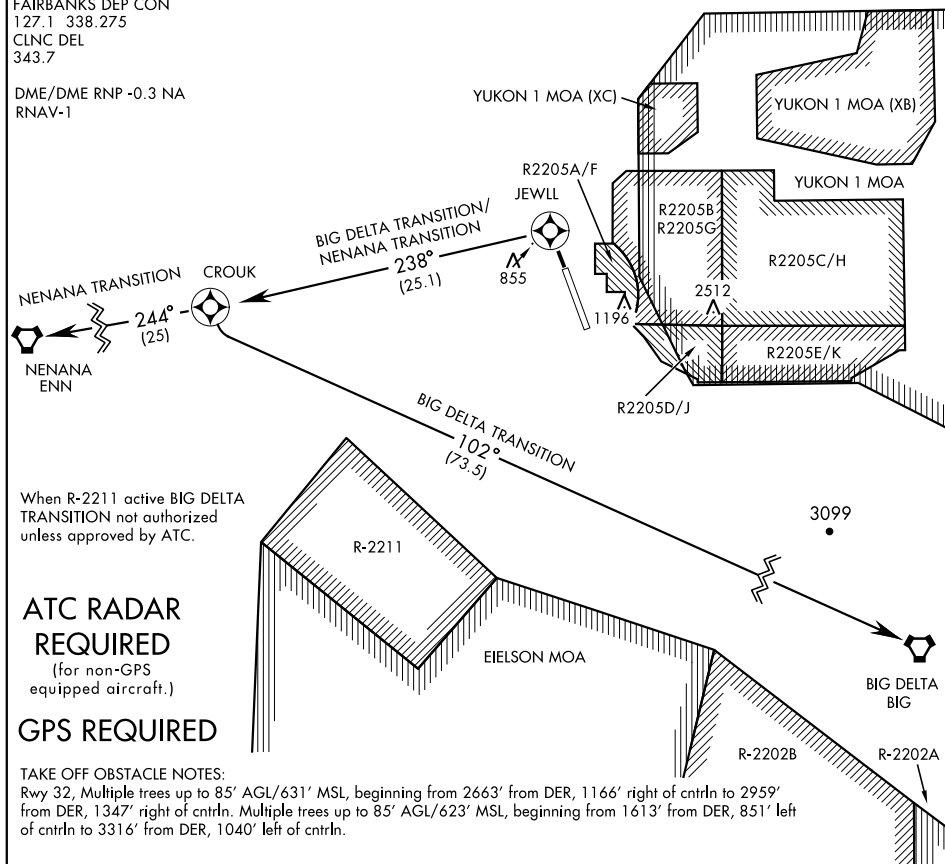 FAIRBANKS DEP CON
127.1 338.275
CLNC DEL
343.7
DME/DME RNP -0.3 NA
RNAV-1
YUKON 1 MOA (XC)
YUKON 1 MOA (XB)
R2205A/F
YUKON 1 MOA
JEWLL
R2205B
R2205G
BIG DELTA TRANSITION/
NENANA TRANSITION
238°
(25.1)
855
R2205C/H
NENANA TRANSITION
CROUK
244°
(25)
2512
1196
NENANA
ENN
R2205E/K
R2205D/J
BIG DELTA TRANSITION
102°
(73.5)
When R-2211 active BIG DELTA
TRANSITION not authorized
unless approved by ATC.
3099
R-2211
ATC RADAR
REQUIRED
(for non-GPS
equipped aircraft.)
EIELSON MOA
BIG DELTA
BIG
GPS REQUIRED
R-2202B
R-2202A
TAKE OFF OBSTACLE NOTES:
Rwy 32, Multiple trees up to 85' AGL/631' MSL, beginning from 2663' from DER, 1166' right of cntrln to 2959'
from DER, 1347' right of cntrln. Multiple trees up to 85' AGL/623' MSL, beginning from 1613' from DER, 851' left
of cntrln to 3316' from DER, 1040' left of cntrln.